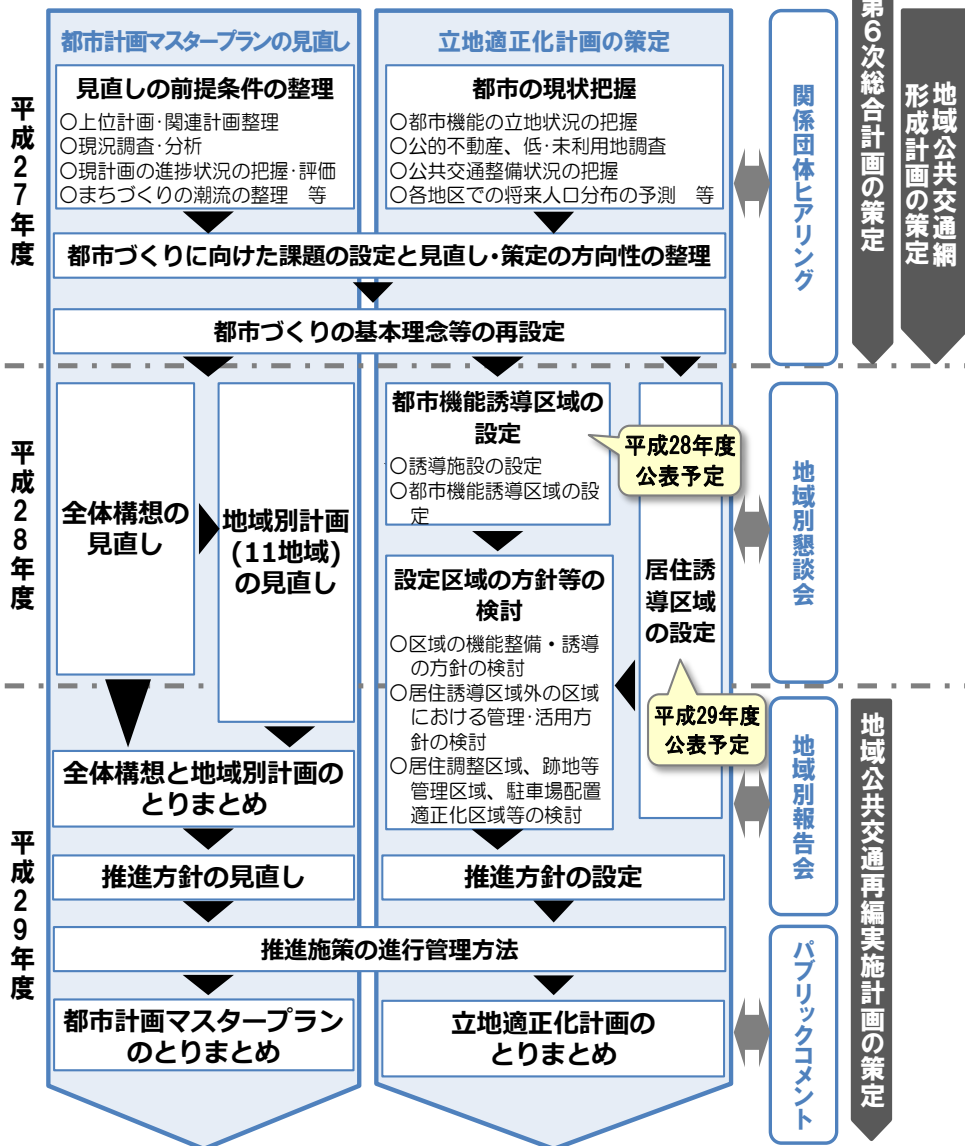 都市計画マスタープランの見直し
立地適正化計画の策定
平成27年度
見直しの前提条件の整理
○上位計画･関連計画整理
○現況調査･分析
○現計画の進捗状況の把握･評価
○まちづくりの潮流の整理　等
都市の現状把握
○都市機能の立地状況の把握
○公的不動産、低･未利用地調査
○公共交通整備状況の把握
○各地区での将来人口分布の予測　等
都市づくりに向けた課題の設定と見直し･策定の方向性の整理
都市づくりの基本理念等の再設定
関係団体ヒアリング
第6次総合計画の策定
地域公共交通網
形成計画の策定
平成28年度
全体構想の
見直し
地域別計画
(11地域)
の見直し
都市機能誘導区域の
設定
○誘導施設の設定
○都市機能誘導区域の設
定
平成28年度
公表予定
設定区域の方針等の
検討
○区域の機能整備・誘導
の方針の検討
○居住誘導区域外の区域
における管理･活用方
針の検討
○居住調整区域、跡地等
管理区域、駐車場配置
適正化区域等の検討
居住誘
導区域
の設定
平成29年度
公表予定
地域別懇談会
平成29年度
全体構想と地域別計画の
とりまとめ
推進方針の見直し
推進方針の設定
推進施策の進行管理方法
都市計画マスタープラン
のとりまとめ
立地適正化計画の
とりまとめ
地域別報告会
パブリックコメント
地域公共交通再編実施計画の策定